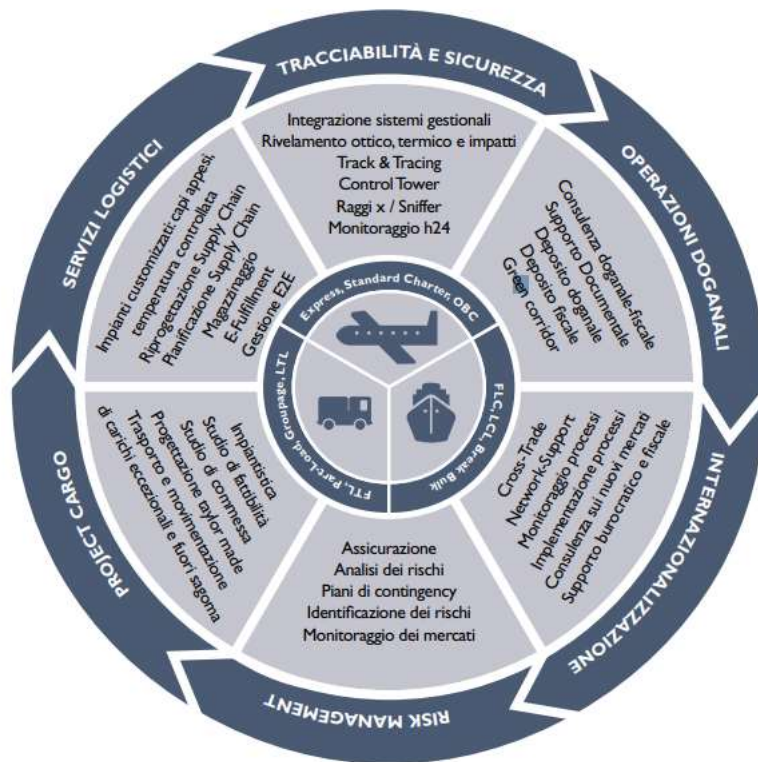 TRACCIABILITÀ E SICUREZZA
Integrazione sistemi gestionali
Rivelamento ottico, termico e impatti
Track & Tracing
Control Tower
Raggi x / Sniffer
Monitoraggio h24
OPERAZIONI DOGANALI
Consulenza doganale-fiscale
Supporto Documentale
Deposito doganale
Deposito fiscale
Green corridor
INTERNAZIONALIZZAZIONE
Cross-Trade
Network-Support
Monitoraggio processi
Implementazione processi
Consulenza sui nuovi mercati
Supporto burocratico e fiscale
RISK MANAGEMENT
Assicurazione
Analisi dei rischi
Piani di contingency
Identificazione dei rischi
Monitoraggio dei mercati
PROJECT CARGO
Impiantistica
Studio di fattibilità
Studio di commessa
Progettazione taylor made
Trasporto e movimentazione
di carichi eccezionali e fuori sagoma
SERVIZI LOGISTICI
Impianti customizzati: capi appesi,
temperatura controllata
Riprogettazione Supply Chain
Pianificazione Supply Chain
Magazzinaggio
E-Fulfillment
Gestione E2E
Express, Standard Charter, OBC
FLC, LCL, Break Bulk
FTL, Part-Load, Groupage, LTL